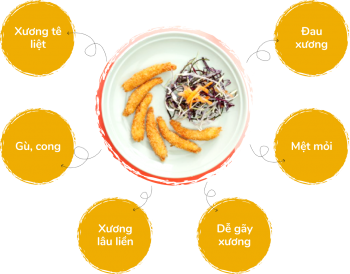 Xương tê
liệt
Đau
xương
Gù, cong
Mệt mỏi
Xương
lâu liền
Dễ gãy
xương